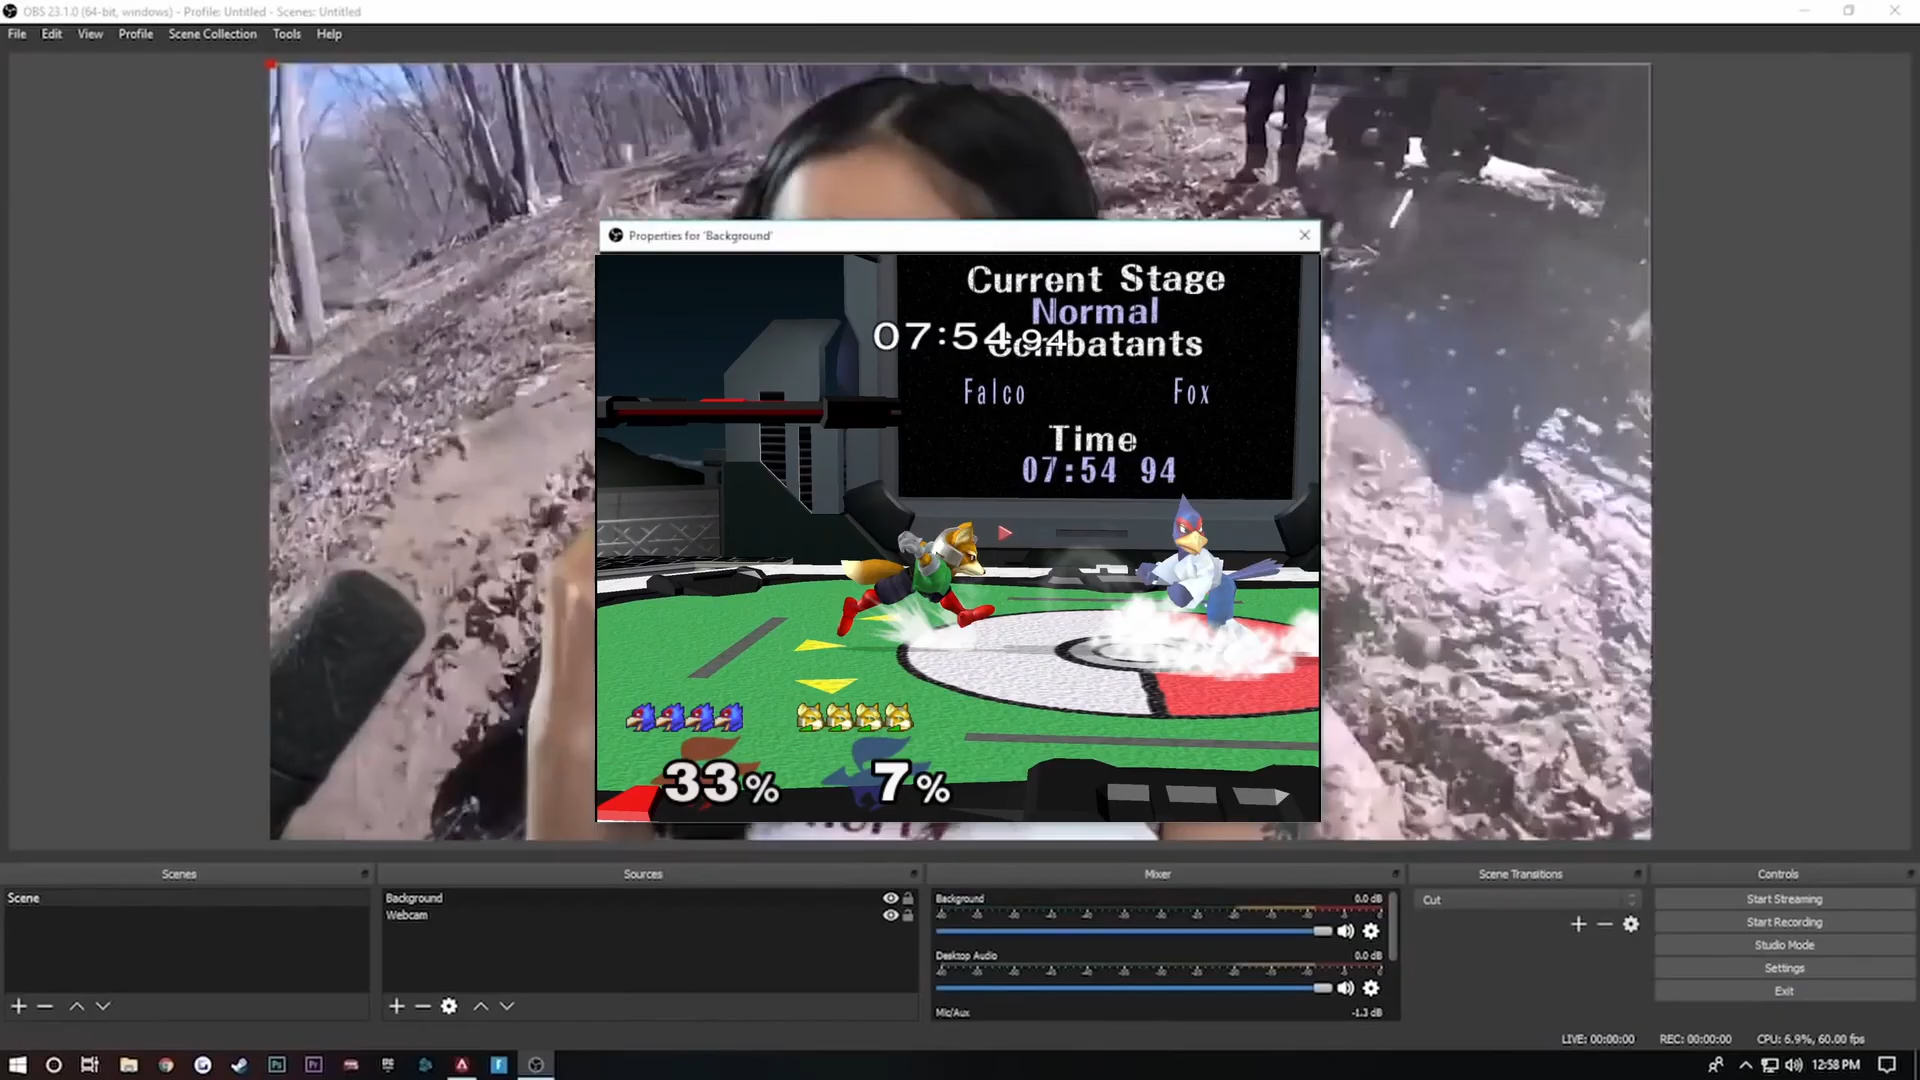 OBS 23.1.0 (64-bit, windows) - Profile: Untitled - Scenes: Untitled
File Edit View Profile Scene Collection Tools Help
Properties for 'Background'
Current Stage
Normal
07:54 94
Combatants
Falco Fox
Time
07:54 94
33% 7%
Scenes Sources Mixer Scene Transitions Controls
Scene
Background
Webcam
Background 0.0 dB
Desktop Audio 0.0 dB
Mic/Aux -1.3 dB
Cut
Start Streaming
Start Recording
Studio Mode
Settings
Exit
LIVE: 00:00:00 REC: 00:00:00 CPU: 6.9%, 60.00 fps
12:58 PM